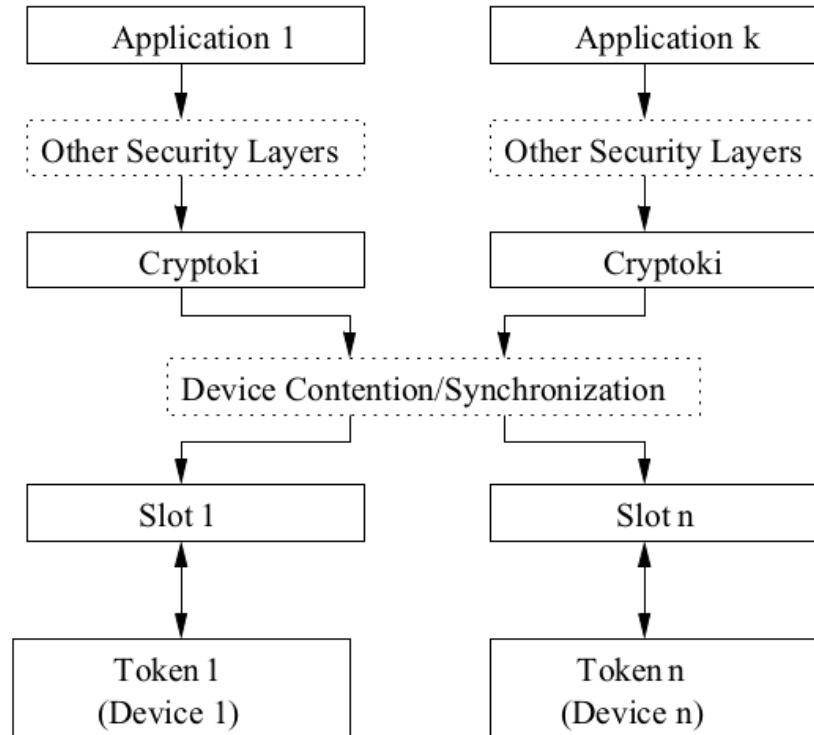 Application 1
Application k
Other Security Layers
Other Security Layers
Cryptoki
Cryptoki
Device Contention/Synchronization
Slot 1
Slot n
Token 1
(Device 1)
Token n
(Device n)